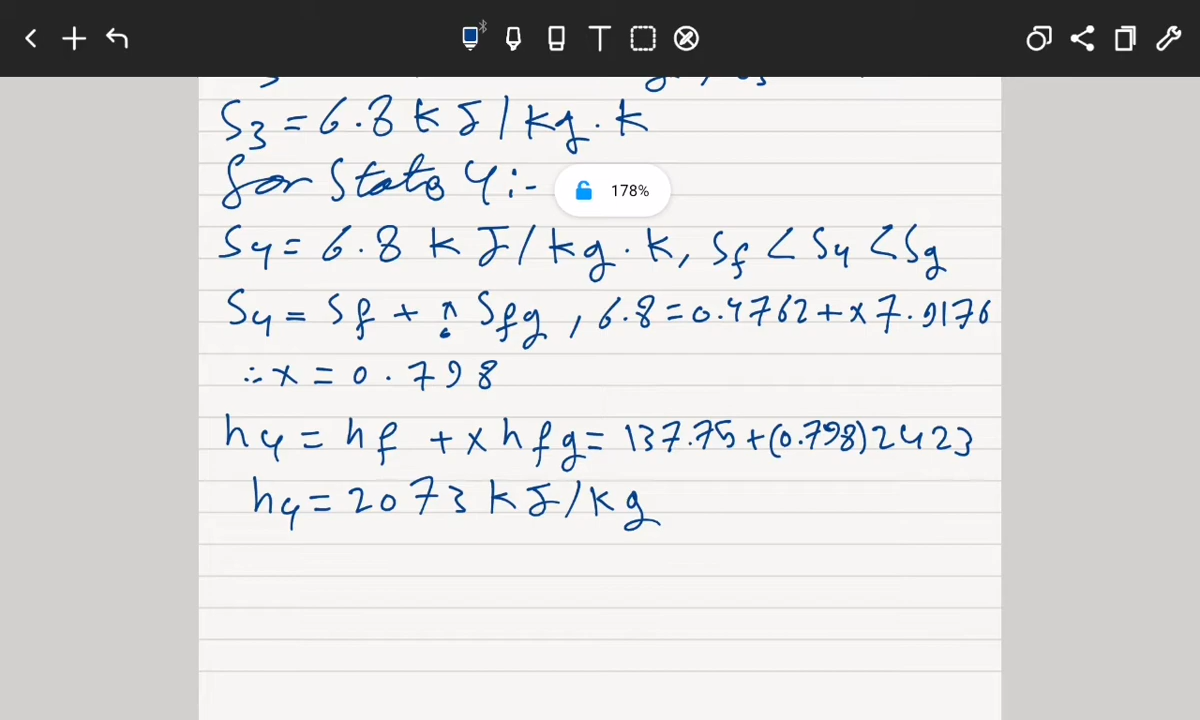 S3 = 6.8 kJ/kg.k
for State 4:-
178%
S4 = 6.8 kJ/kg.k, Sf < S4 < Sg
S4 = Sf + Sfg, 6.8 = 0.4762 + x 7.9176
∴ x = 0.798
h4 = hf + x hfg = 137.75 + (0.798) 2423
h4 = 2073 kJ/kg